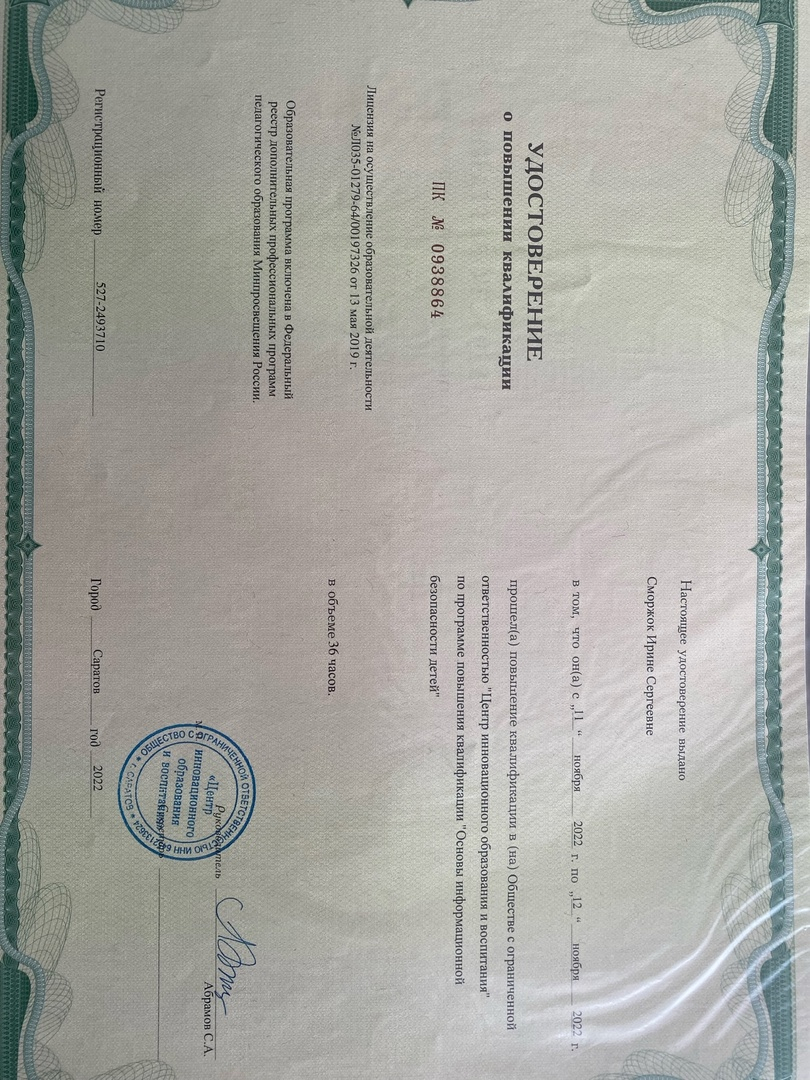 УДОСТОВЕРЕНИЕ
о повышении квалификации
ПК № 0938864
Лицензия на осуществление образовательной деятельности
№Л035-01279-64/00197326 от 13 мая 2019 г.
Образовательная программа включена в Федеральный
реестр дополнительных профессиональных программ
педагогического образования Минпросвещения России.
Регистрационный номер 527-2493710
Настоящее удостоверение выдано
Сморжок Ирине Сергеевне
в том, что он(а) с „11“ ноября 2022 г. по „12“ ноября 2022 г.
прошел(а) повышение квалификации в (на) Обществе с ограниченной
ответственностью "Центр инновационного образования и воспитания"
по программе повышения квалификации "Основы информационной
безопасности детей"
в объеме 36 часов.
Руководитель Абрамов С.А.
ОБЩЕСТВО С ОГРАНИЧЕННОЙ ОТВЕТСТВЕННОСТЬЮ ИНН
Г. САРАТОВ
«Центр
инновационного
образования
и воспитания»
Город Саратов год 2022